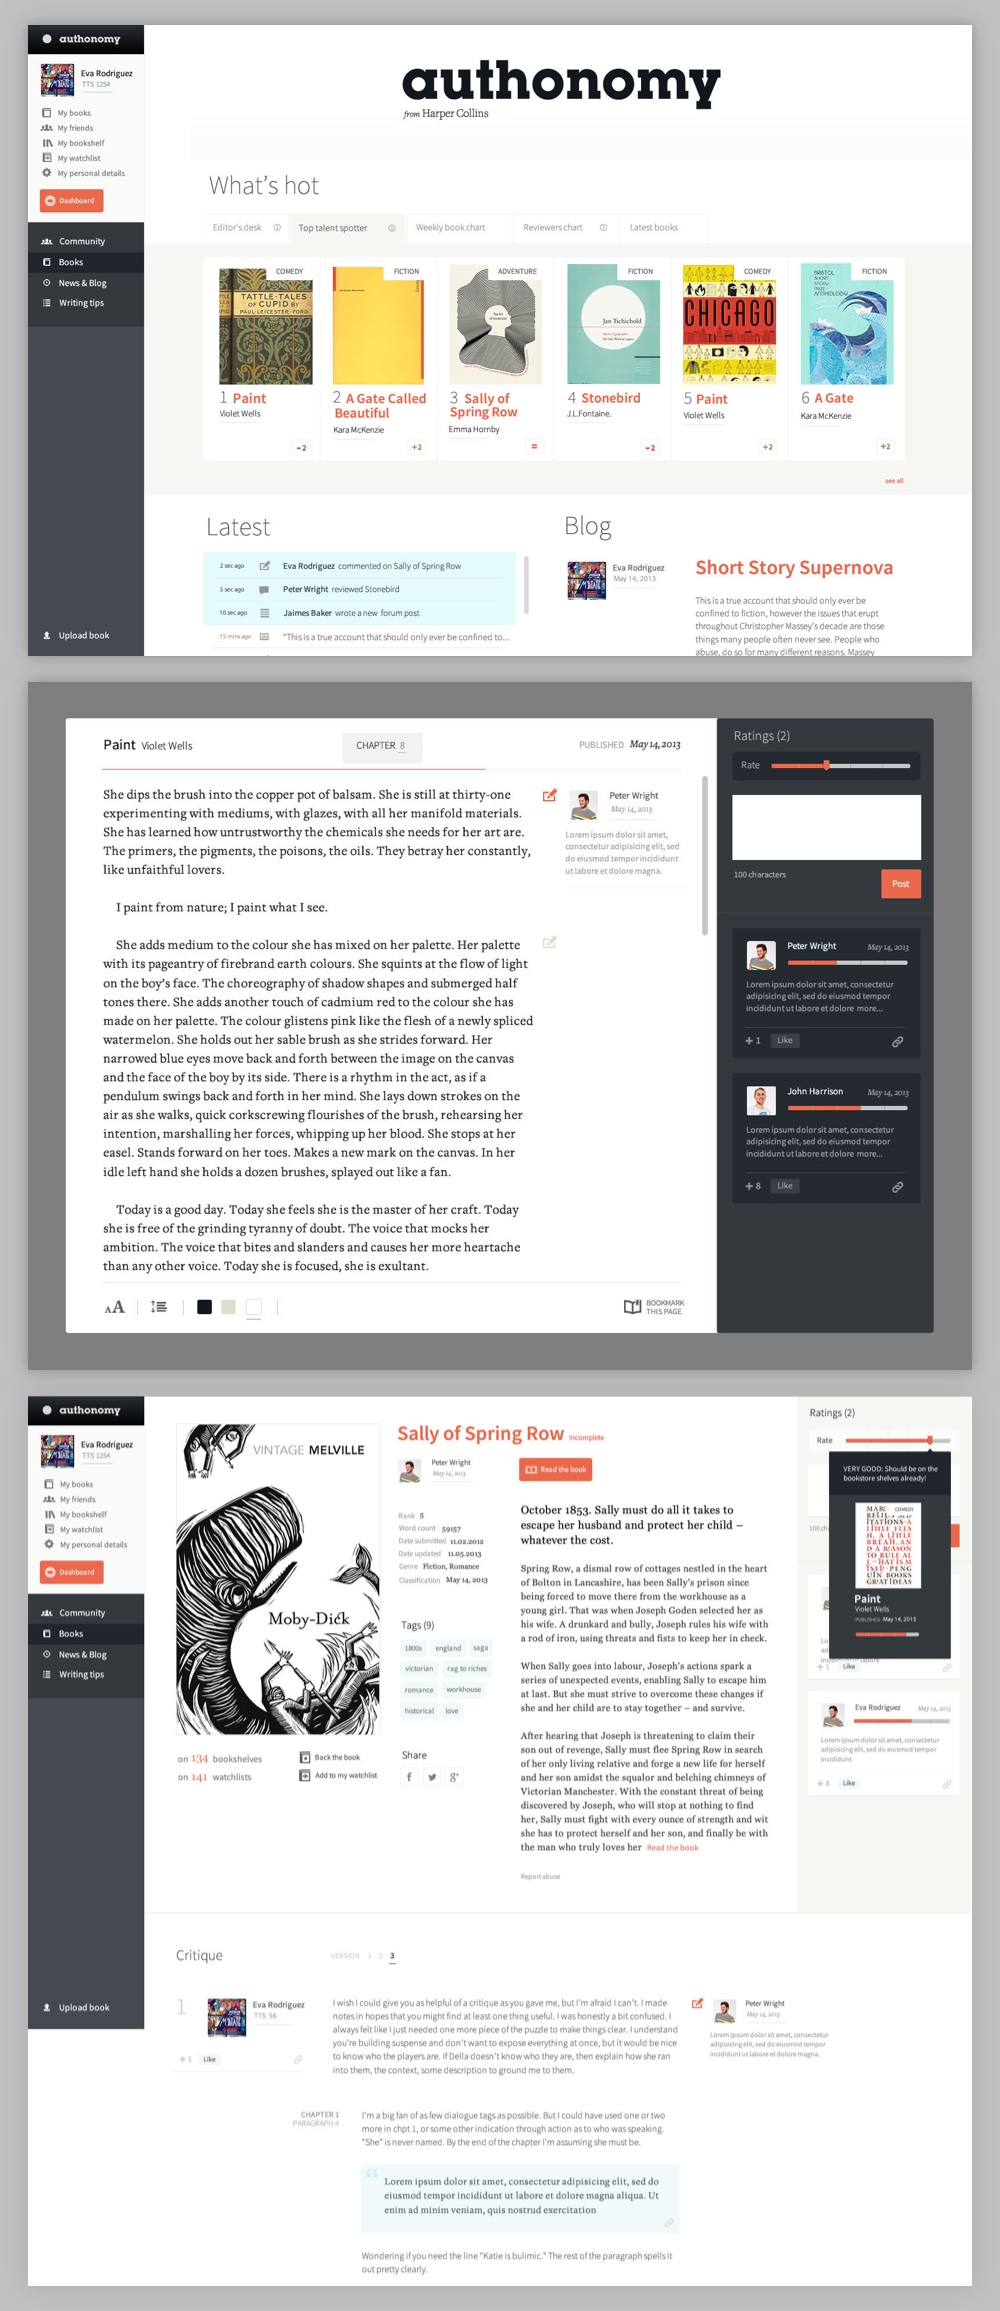 authonomy
Eva Rodriguez
TTS 1254
My books
My friends
My bookshelf
My watchlist
My personal details
Dashboard
Community
Books
News & Blog
Writing tips
Upload book
authonomy
from Harper Collins
What's hot
Editor's desk
Top talent spotter
Weekly book chart
Reviewers chart
Latest books
COMEDY
TATTLE-TALES
OF CUPID BY
PAUL·LEICESTER·FORD
1 Paint
Violet Wells
-2
FICTION
2 A Gate Called
Beautiful
Kara McKenzie
+2
ADVENTURE
3 Sally of
Spring Row
Emma Hornby
=
FICTION
Jan Tschichold
4 Stonebird
J.L.Fontaine.
-2
COMEDY
CHICAGO
5 Paint
Violet Wells
+2
FICTION
BRISTOL
SHORT
STORY
PRIZE
ANTHOLOGY
6 A Gate
Kara McKenzie
+2
see all
Latest
2 sec ago Eva Rodriguez commented on Sally of Spring Row
5 sec ago Peter Wright reviewed Stonebird
10 sec ago Jaimes Baker wrote a new forum post
15 mins ago "This is a true account that should only ever be confined to...
Blog
Eva Rodriguez
May 14, 2013
Short Story Supernova
This is a true account that should only ever be
confined to fiction, however the issues that erupt
throughout Christopher Massey's decade are those
things many people often never see. People who
abuse, do so for many different reasons. Massey
Paint Violet Wells
CHAPTER 8
PUBLISHED May 14, 2013
She dips the brush into the copper pot of balsam. She is still at thirty-one
experimenting with mediums, with glazes, with all her manifold materials.
She has learned how untrustworthy the chemicals she needs for her art are.
The primers, the pigments, the poisons, the oils. They betray her constantly,
like unfaithful lovers.
I paint from nature; I paint what I see.
She adds medium to the colour she has mixed on her palette. Her palette
with its pageantry of firebrand earth colours. She squints at the flow of light
on the boy's face. The choreography of shadow shapes and submerged half
tones there. She adds another touch of cadmium red to the colour she has
made on her palette. The colour glistens pink like the flesh of a newly spliced
watermelon. She holds out her sable brush as she strides forward. Her
narrowed blue eyes move back and forth between the image on the canvas
and the face of the boy by its side. There is a rhythm in the act, as if a
pendulum swings back and forth in her mind. She lays down strokes on the
air as she walks, quick corkscrewing flourishes of the brush, rehearsing her
intention, marshalling her forces, whipping up her blood. She stops at her
easel. Stands forward on her toes. Makes a new mark on the canvas. In her
idle left hand she holds a dozen brushes, splayed out like a fan.
Today is a good day. Today she feels she is the master of her craft. Today
she is free of the grinding tyranny of doubt. The voice that mocks her
ambition. The voice that bites and slanders and causes her more heartache
than any other voice. Today she is focused, she is exultant.
Peter Wright
May 14, 2013
Lorem ipsum dolor sit amet,
consectetur adipisicing elit, sed
do eiusmod tempor incididunt
ut labore et dolore magna.
AA
BOOKMARK
THIS PAGE
Ratings (2)
Rate
100 characters
Post
Peter Wright May 14, 2013
Lorem ipsum dolor sit amet, consectetur
adipisicing elit, sed do eiusmod tempor
incididunt ut labore et dolore more...
+ 1 Like
John Harrison May 14, 2013
Lorem ipsum dolor sit amet, consectetur
adipisicing elit, sed do eiusmod tempor
incididunt ut labore et dolore more...
+ 8 Like
authonomy
Eva Rodriguez
TTS 1254
My books
My friends
My bookshelf
My watchlist
My personal details
Dashboard
Community
Books
News & Blog
Writing tips
Upload book
VINTAGE MELVILLE
Moby-Dick
on 134 bookshelves
on 141 watchlists
Back the book
Add to my watchlist
Sally of Spring Row Incomplete
Peter Wright
May 14, 2013
Read the book
Rank 5
Word count 59157
Date submitted 11.02.2012
Date updated 11.05.2013
Genre Fiction, Romance
Classification May 14, 2013
Tags (9)
1800s england saga
victorian rag to riches
romance workhouse
historical love
Share
October 1853. Sally must do all it takes to
escape her husband and protect her child –
whatever the cost.
Spring Row, a dismal row of cottages nestled in the heart
of Bolton in Lancashire, has been Sally's prison since
being forced to move there from the workhouse as a
young girl. That was when Joseph Goden selected her as
his wife. A drunkard and bully, Joseph rules his wife with
a rod of iron, using threats and fists to keep her in check.
When Sally goes into labour, Joseph's actions spark a
series of unexpected events, enabling Sally to escape him
at last. But she must strive to overcome these changes if
she and her child are to stay together – and survive.
After hearing that Joseph is threatening to claim their
son out of revenge, Sally must flee Spring Row in search
of her only living relative and forge a new life for herself
and her son amidst the squalor and belching chimneys of
Victorian Manchester. With the constant threat of being
discovered by Joseph, who will stop at nothing to find
her, Sally must fight with every ounce of strength and wit
she has to protect herself and her son, and finally be with
the man who truly loves her Read the book
Report abuse
Ratings (2)
Rate
VERY GOOD: Should be on the
bookstore shelves already!
COMEDY
Paint
Violet Wells
PUBLISHED May 14, 2013
+ 1 Like
Eva Rodriguez May 14, 2013
Lorem ipsum dolor sit amet, consectetur
adipisicing elit, sed do eiusmod tempor
incididunt
+ 8 Like
Critique
VERSION 1 2 3
1
Eva Rodriguez
TTS 56
+ 1 Like
I wish I could give you as helpful of a critique as you gave me, but I'm afraid I can't. I made
notes in hopes that you might find at least one thing useful. I was honestly a bit confused. I
always felt like I just needed one more piece of the puzzle to make things clear. I understand
you're building suspense and don't want to expose everything at once, but it would be nice
to know who the players are. If Della doesn't know who they are, then explain how she ran
into them, the context, some description to ground me to them.
Peter Wright
May 14, 2013
Lorem ipsum dolor sit amet, consectetur
incididunt ut labore et dolore magna.
CHAPTER 1
PARAGRAPH 4
I'm a big fan of as few dialogue tags as possible. But I could have used one or two
more in chpt 1, or some other indication through action as to who was speaking.
"She" is never named. By the end of the chapter I'm assuming she must be.
Lorem ipsum dolor sit amet, consectetur adipisicing elit, sed do
eiusmod tempor incididunt ut labore et dolore magna aliqua. Ut
enim ad minim veniam, quis nostrud exercitation
Wondering if you need the line "Katie is bulimic." The rest of the paragraph spells it
out pretty clearly.